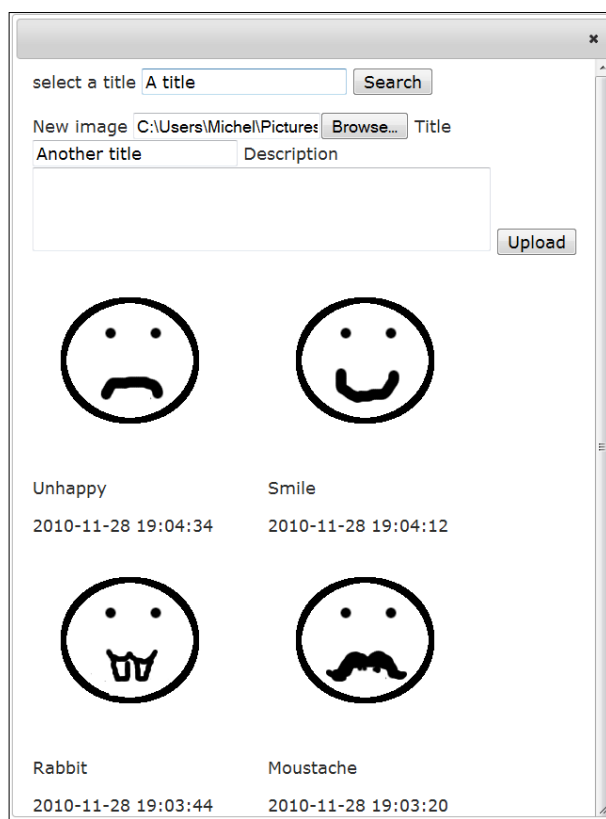 select a title A title Search
New image C:\Users\Michel\Pictures Browse... Title
Another title Description
Upload
Unhappy Smile
2010-11-28 19:04:34 2010-11-28 19:04:12
Rabbit Moustache
2010-11-28 19:03:44 2010-11-28 19:03:20